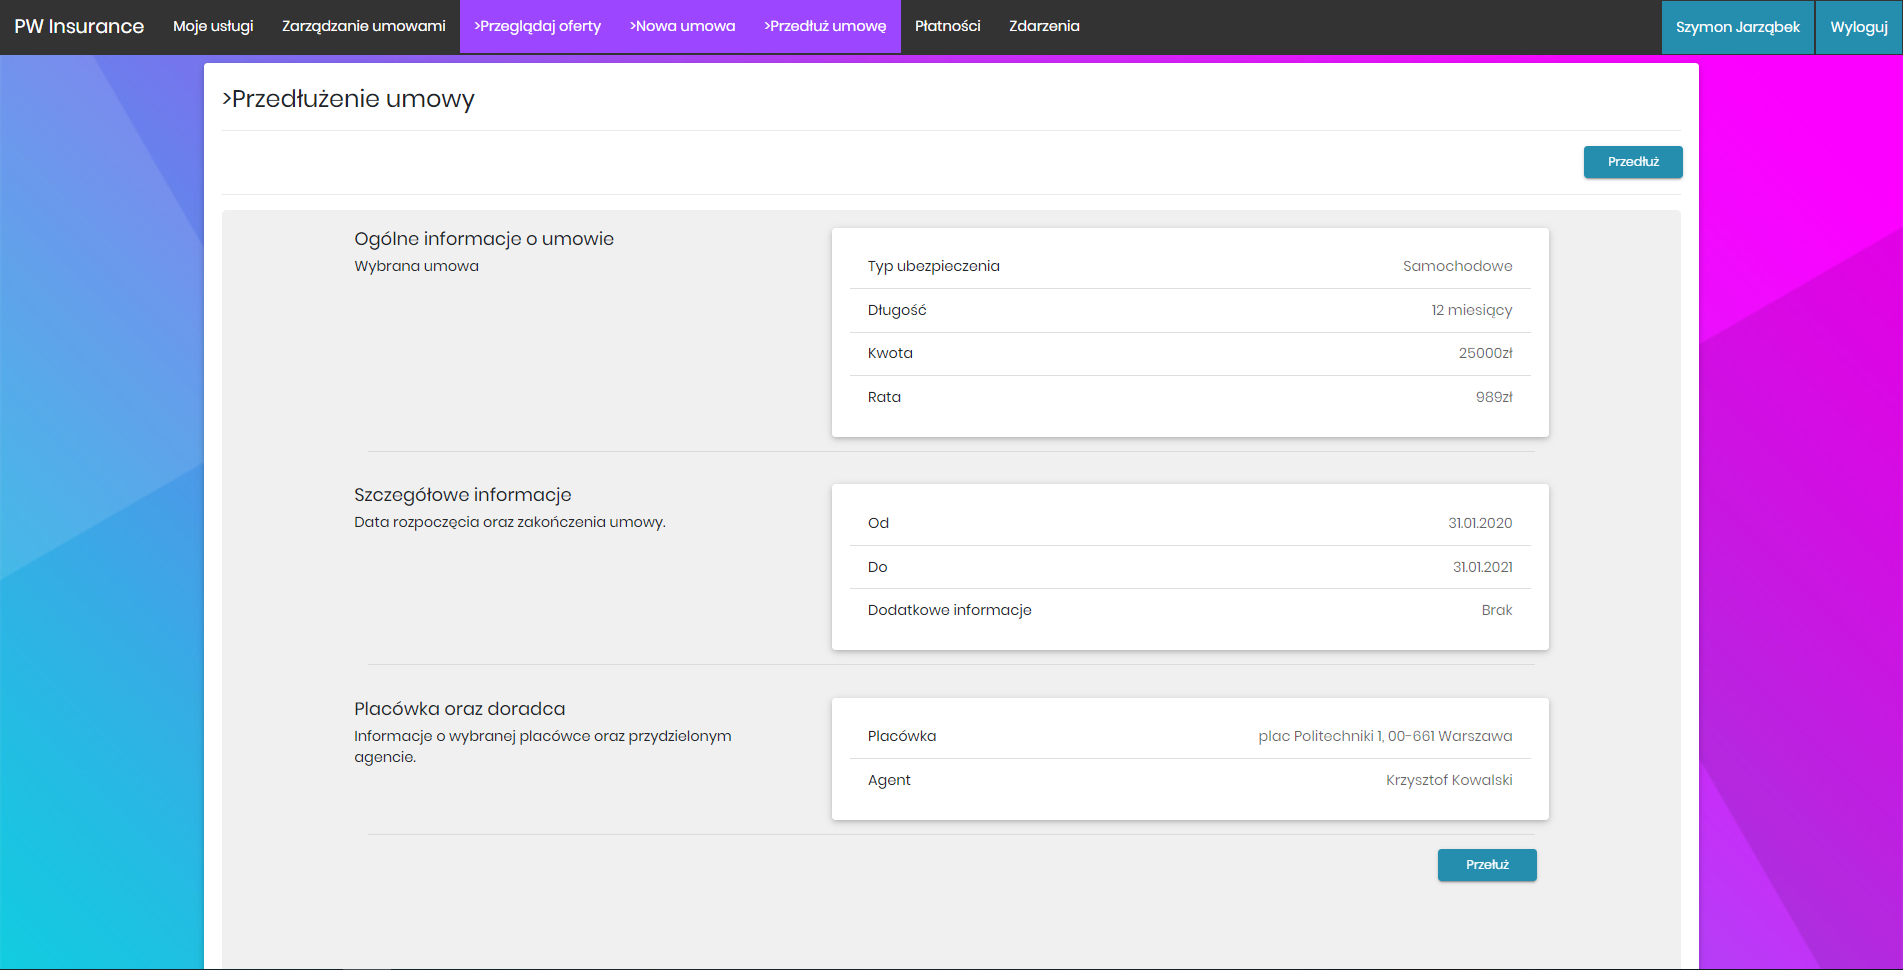 PW Insurance Moje usługi Zarządzanie umowami >Przeglądaj oferty >Nowa umowa >Przedłuż umowę Płatności Zdarzenia Szymon Jarząbek Wyloguj
>Przedłużenie umowy
Przedłuż
Ogólne informacje o umowie
Wybrana umowa
Typ ubezpieczenia Samochodowe
Długość 12 miesiący
Kwota 25000zł
Rata 989zł
Szczegółowe informacje
Data rozpoczęcia oraz zakończenia umowy.
Od 31.01.2020
Do 31.01.2021
Dodatkowe informacje Brak
Placówka oraz doradca
Informacje o wybranej placówce oraz przydzielonym
agencie.
Placówka plac Politechniki 1, 00-661 Warszawa
Agent Krzysztof Kowalski
Przełuż